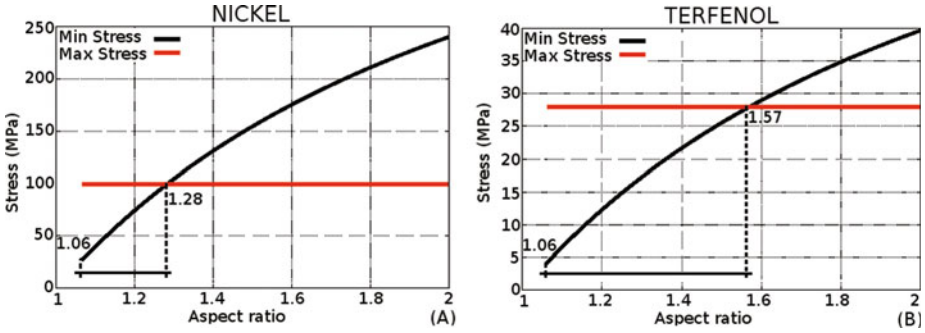 NICKEL
250
200
150
100
50
0
Stress (MPa)
Min Stress
Max Stress
1.06
1.28
1
1.2
1.4
1.6
1.8
2
Aspect ratio
(A)
TERFENOL
40
35
30
25
20
15
10
5
0
Stress (MPa)
Min Stress
Max Stress
1.06
1.57
1
1.2
1.4
1.6
1.8
2
Aspect ratio
(B)